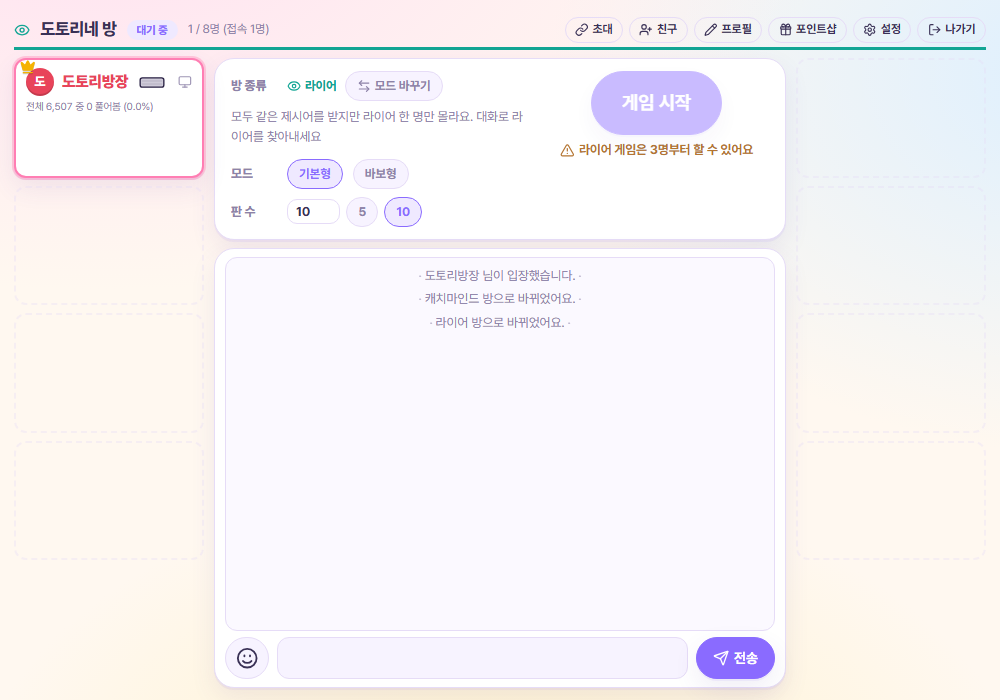 도토리네 방 대기 중 1 / 8명 (접속 1명) 초대 친구 프로필 포인트샵 설정 나가기
도 도토리방장
전체 6,507 중 0 풀어봄 (0.0%)
방 종류 라이어 모드 바꾸기
모두 같은 제시어를 받지만 라이어 한 명만 몰라요. 대화로 라
이어를 찾아내세요
모드 기본형 바보형
판 수 10 5 10
게임 시작
라이어 게임은 3명부터 할 수 있어요
· 도토리방장 님이 입장했습니다. ·
· 캐치마인드 방으로 바뀌었어요. ·
· 라이어 방으로 바뀌었어요. ·
전송